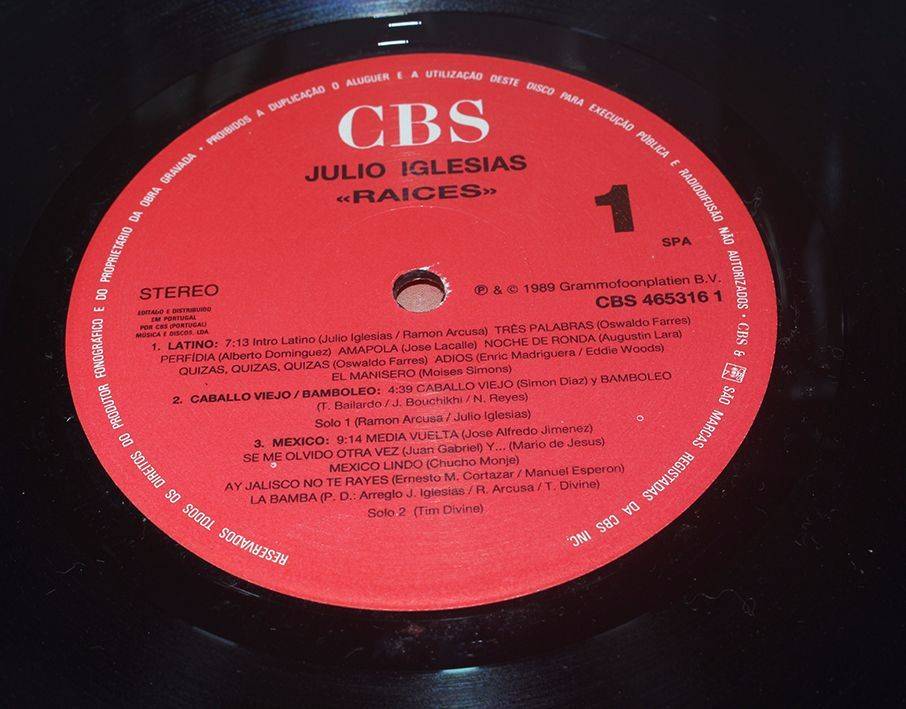 RESERVADOS TODOS OS DIREITOS DO PRODUTOR FONOGRÁFICO E DO PROPRIETÁRIO DA OBRA GRAVADA • PROIBIDOS A DUPLICAÇÃO O ALUGUER E A UTILIZAÇÃO DESTE DISCO PARA EXECUÇÃO PÚBLICA E RADIODIFUSÃO NÃO AUTORIZADOS • CBS & SÃO MARCAS REGISTADAS DA CBS INC.
CBS
JULIO IGLESIAS
«RAICES»
1
SPA
STEREO
EDITADO E DISTRIBUIDO
EM PORTUGAL
POR CBS (PORTUGAL)
MÚSICA E DISCOS, LDA
℗ & © 1989 Grammofoonplatien B.V.
CBS 465316 1
1. LATINO: 7:13 Intro Latino (Julio Iglesias / Ramon Arcusa) TRÊS PALABRAS (Oswaldo Farres)
PERFÍDIA (Alberto Dominguez) AMAPOLA (Jose Lacalle) NOCHE DE RONDA (Augustin Lara)
QUIZAS, QUIZAS, QUIZAS (Oswaldo Farres) ADIOS (Enric Madriguera / Eddie Woods)
EL MANISERO (Moises Simons)
2. CABALLO VIEJO / BAMBOLEO: 4:39 CABALLO VIEJO (Simon Diaz) y BAMBOLEO
(T. Bailardo / J. Bouchikhi / N. Reyes)
Solo 1 (Ramon Arcusa / Julio Iglesias)
3. MEXICO: 9:14 MEDIA VUELTA (Jose Alfredo Jimenez)
SE ME OLVIDO OTRA VEZ (Juan Gabriel) Y... (Mario de Jesus)
MEXICO LINDO (Chucho Monje)
AY JALISCO NO TE RAYES (Ernesto M. Cortazar / Manuel Esperon)
LA BAMBA (P. D.: Arreglo J. Iglesias / R. Arcusa / T. Divine)
Solo 2 (Tim Divine)